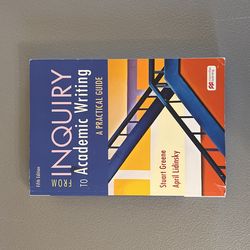 FROM INQUIRY
TO Academic Writing
A PRACTICAL GUIDE
Stuart Greene
April Lidinsky
Fifth Edition